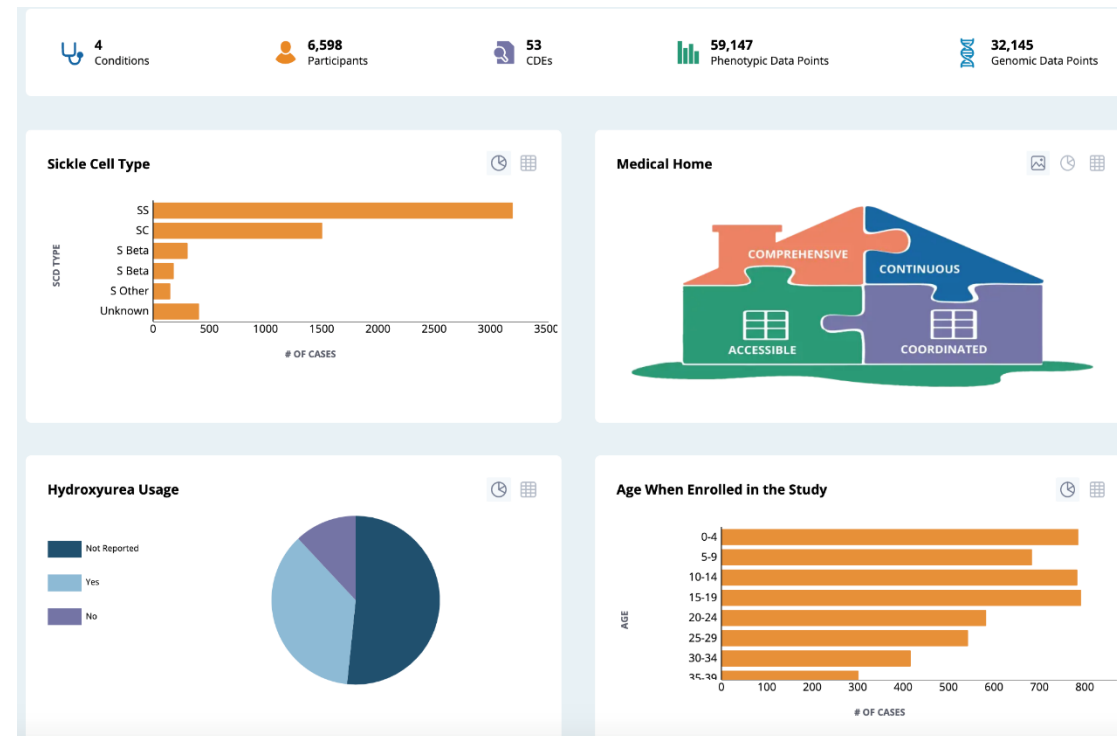 4
Conditions
6,598
Participants
53
CDEs
59,147
Phenotypic Data Points
32,145
Genomic Data Points
Sickle Cell Type
SCD TYPE
SS
SC
S Beta
S Beta
S Other
Unknown
0 500 1000 1500 2000 2500 3000
# OF CASES
Medical Home
COMPREHENSIVE
CONTINUOUS
ACCESSIBLE
COORDINATED
Hydroxyurea Usage
Not Reported
Yes
No
Age When Enrolled in the Study
AGE
0-4
5-9
10-14
15-19
20-24
25-29
30-34
35-39
0 100 200 300 400 500 600 700 800
# OF CASES